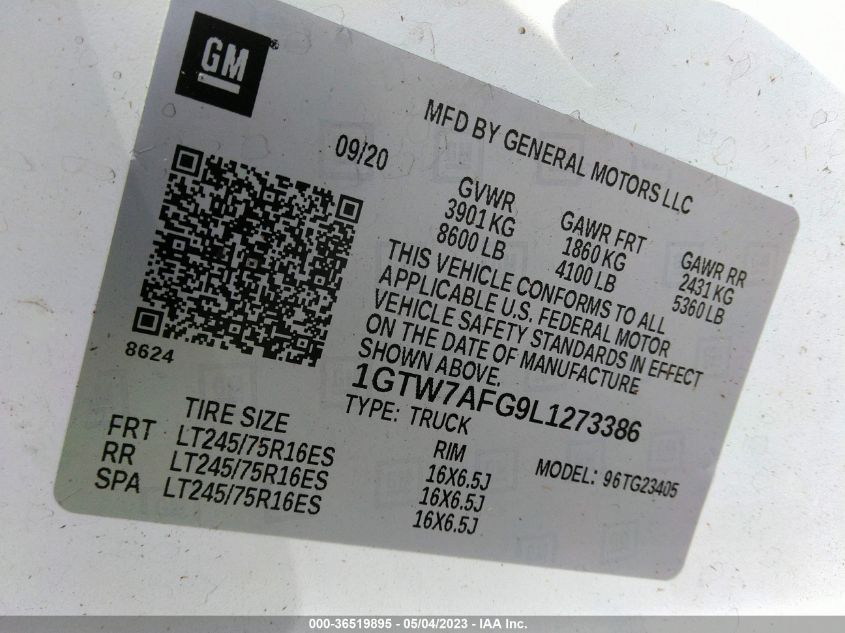 GM
MFD BY GENERAL MOTORS LLC
09/20
GVWR
3901 KG
8600 LB
GAWR FRT
1860 KG
4100 LB
GAWR RR
2431 KG
5360 LB
THIS VEHICLE CONFORMS TO ALL
APPLICABLE U.S. FEDERAL MOTOR
VEHICLE SAFETY STANDARDS IN EFFECT
ON THE DATE OF MANUFACTURE
SHOWN ABOVE.
8624
1GTW7AFG9L1273386
TYPE: TRUCK
MODEL: 96TG23405
TIRE SIZE
RIM
FRT LT245/75R16ES 16X6.5J
RR LT245/75R16ES 16X6.5J
SPA LT245/75R16ES 16X6.5J
000-36519895 - 05/04/2023 - IAA Inc.